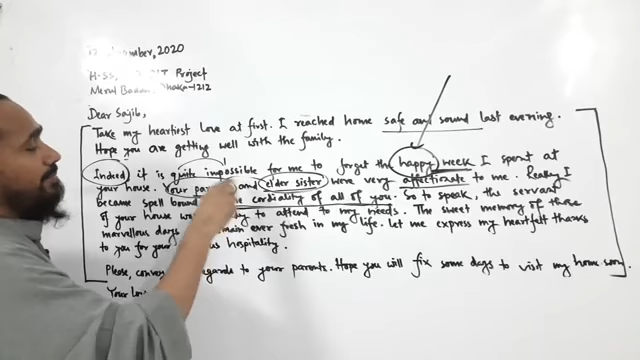 2020
H-SS, Project
Merul Dhaka-1212
Dear Sajib,
Take my heartiest love at first. I reached home safe and sound last evening.
Hope you are getting well with the family.
Indeed it is quite impossible for me to forget the happy week I spent at
your house. Your and elder sister were very affectionate to me. Really I
became spell bound cordiality of all of you. So to speak, the servant
of your house to attend to my needs. The sweet memory of those
marvellous days ever fresh in my life. Let me express my heartfelt thanks
to you for your hospitality.
Please, regards to your parents. Hope you will fix some days to visit my home soon.
Your